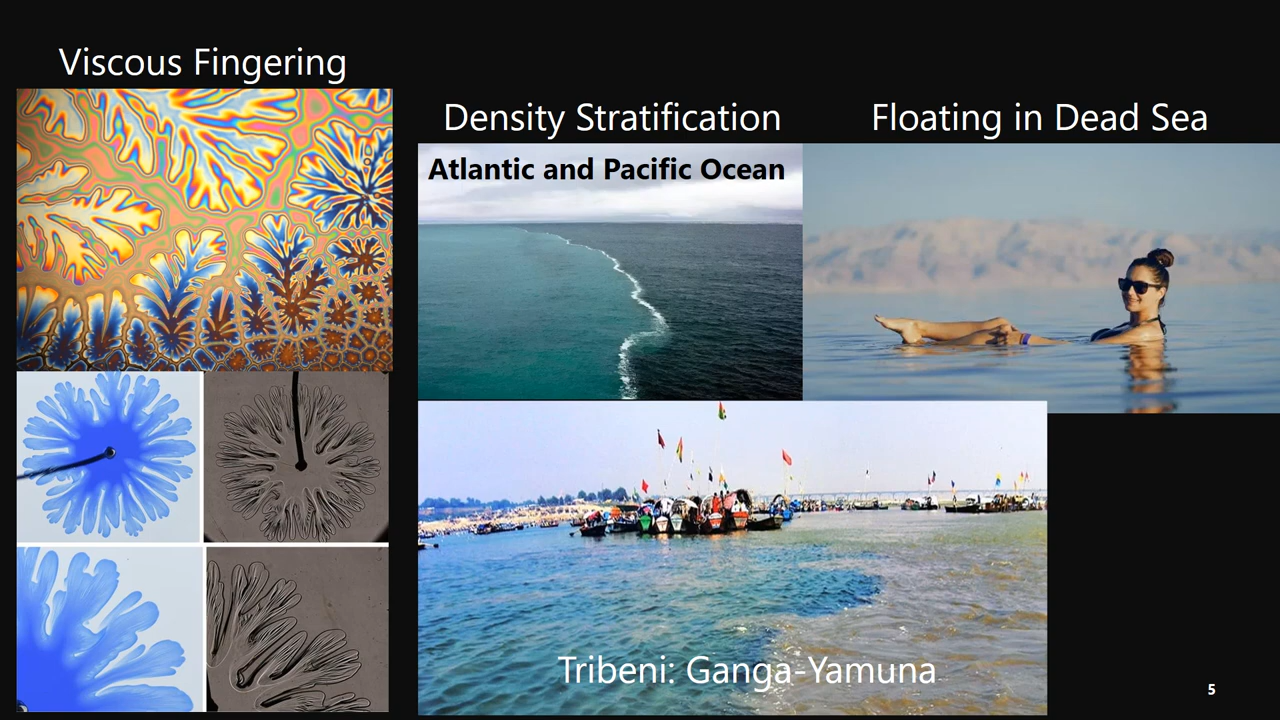 Viscous Fingering
Density Stratification
Floating in Dead Sea
Atlantic and Pacific Ocean
Tribeni: Ganga-Yamuna
5